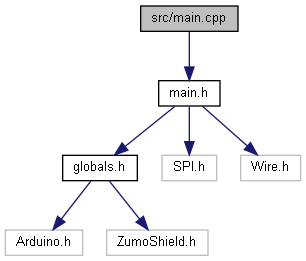 src/main.cpp
main.h
globals.h
SPI.h
Wire.h
Arduino.h
ZumoShield.h